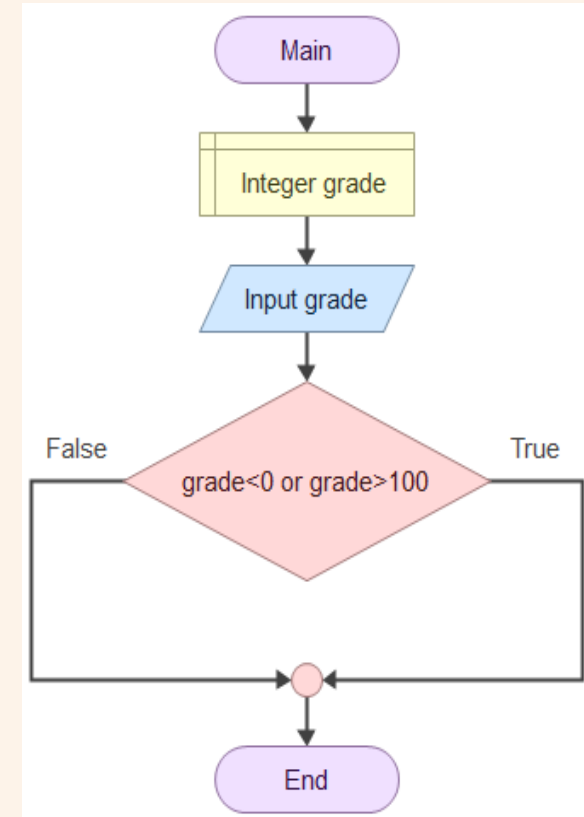 Main
Integer grade
Input grade
False
True
grade<0 or grade>100
End